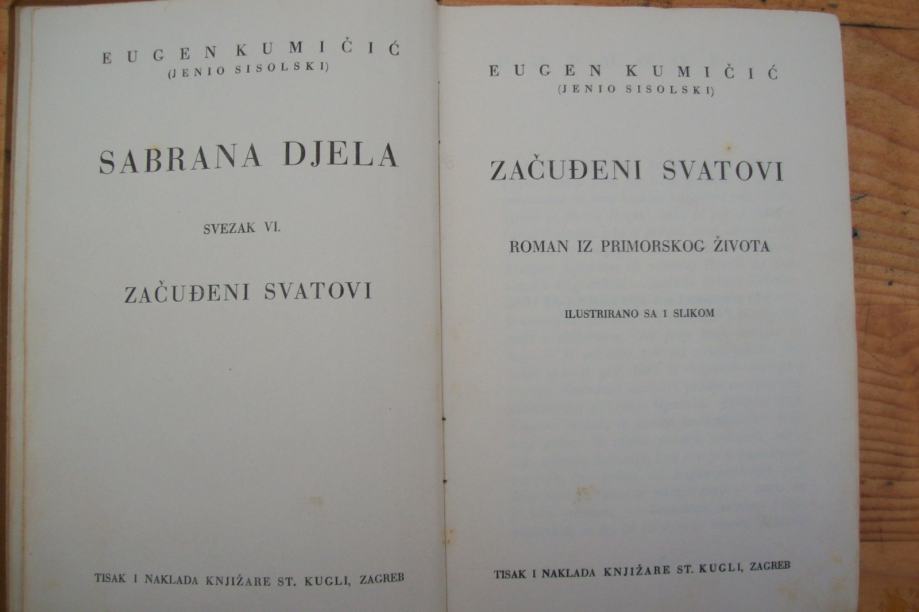 EUGEN KUMIČIĆ
(JENIO SISOLSKI)
SABRANA DJELA
SVEZAK VI.
ZAČUĐENI SVATOVI
TISAK I NAKLADA KNJIŽARE ST. KUGLI, ZAGREB
EUGEN KUMIČIĆ
(JENIO SISOLSKI)
ZAČUĐENI SVATOVI
ROMAN IZ PRIMORSKOG ŽIVOTA
ILUSTRIRANO SA 1 SLIKOM
TISAK I NAKLADA KNJIŽARE ST. KUGLI, ZAGREB